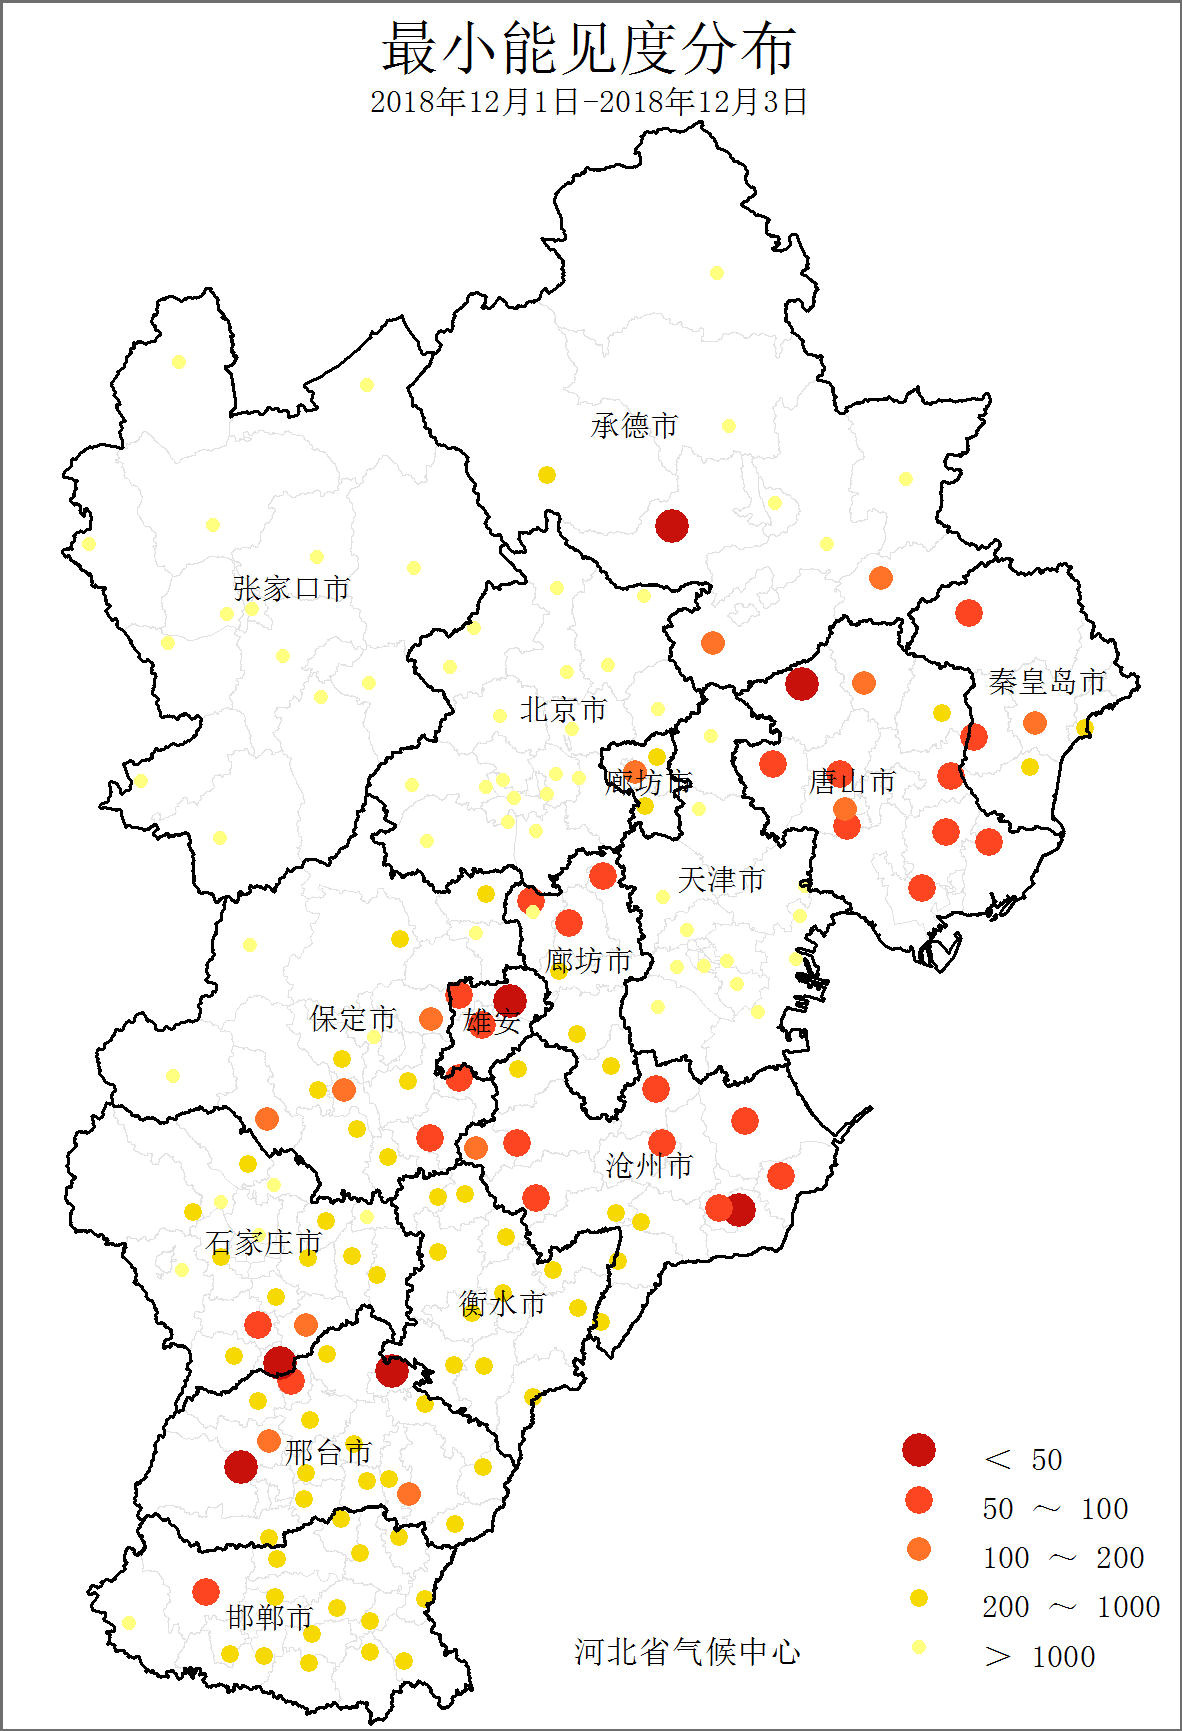 最小能见度分布
2018年12月1日-2018年12月3日
承德市
张家口市
秦皇岛市
北京市
廊坊市
唐山市
天津市
廊坊市
保定市
雄安
沧州市
石家庄市
衡水市
邢台市
邯郸市
< 50
50 ~ 100
100 ~ 200
200 ~ 1000
> 1000
河北省气候中心